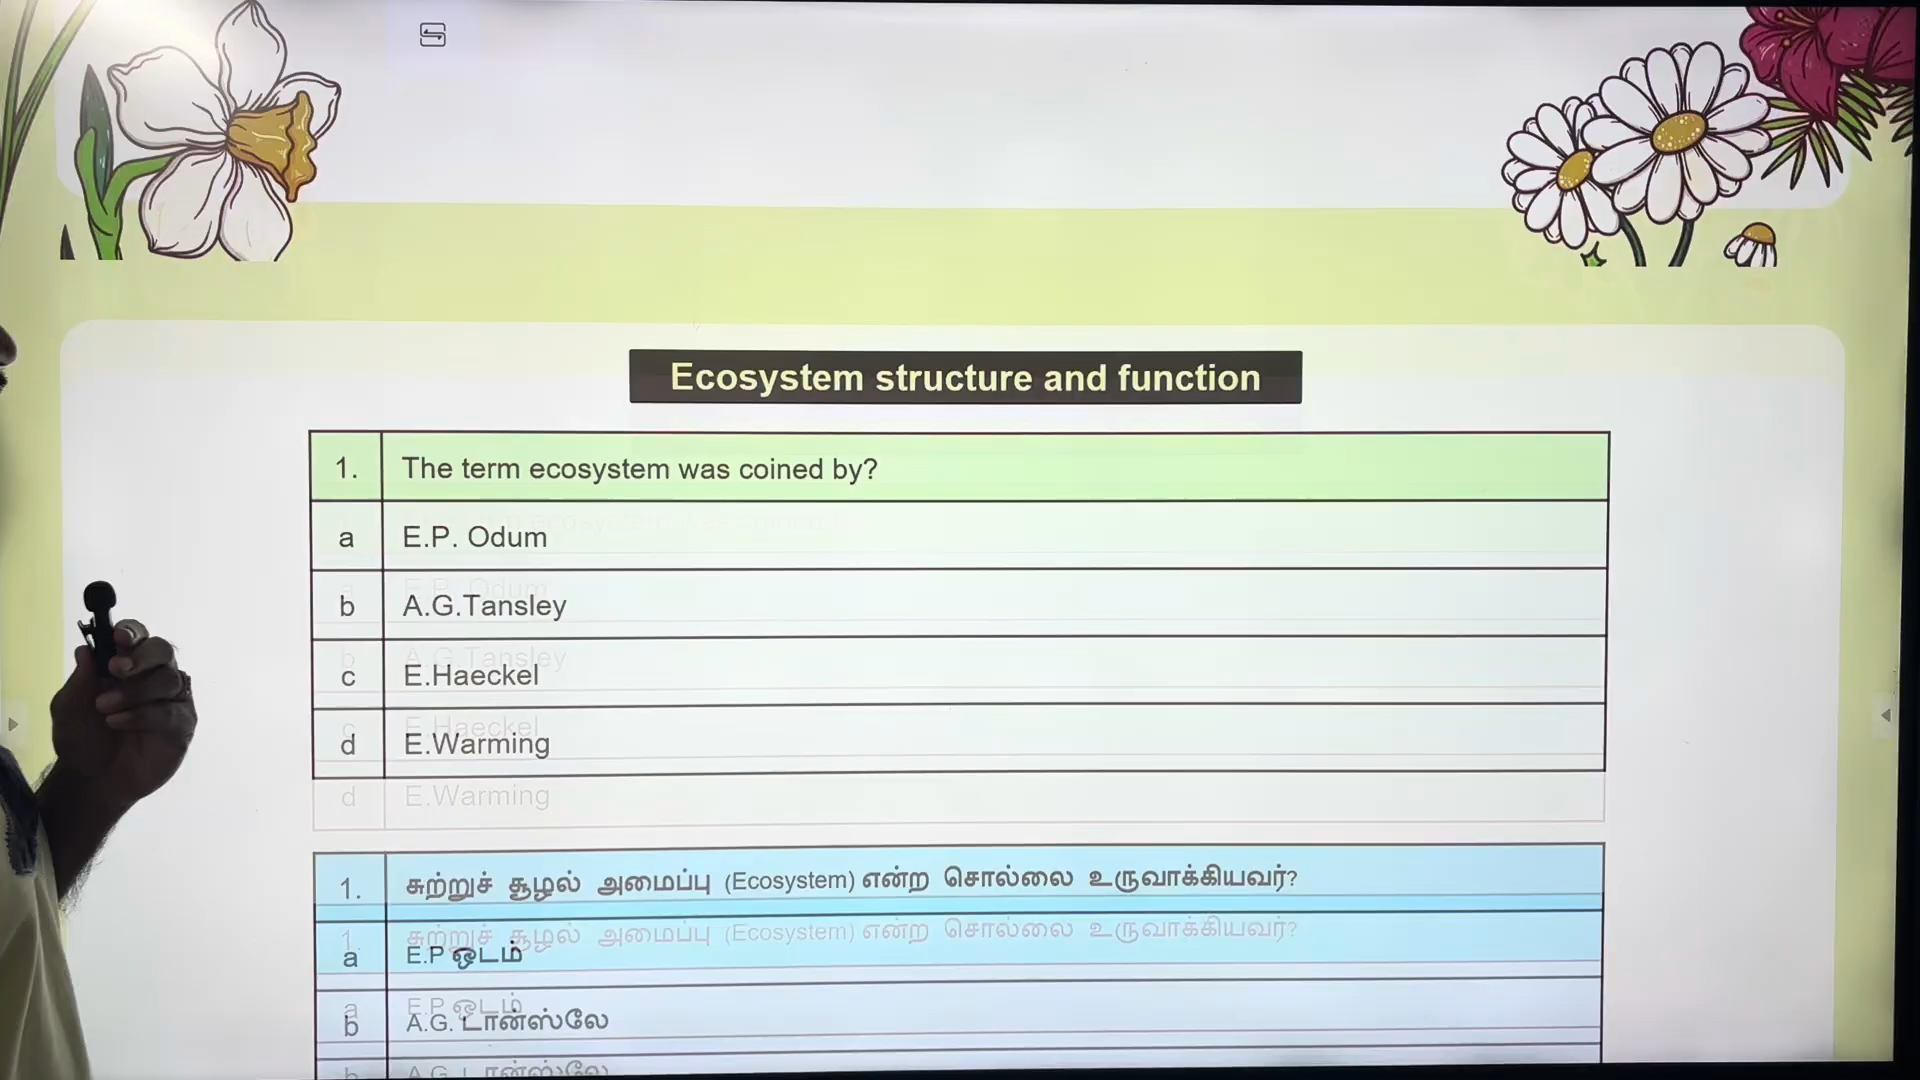 Ecosystem structure and function
1. The term ecosystem was coined by?
a E.P. Odum
b A.G.Tansley
c E.Haeckel
d E.Warming
1. சுற்றுச் சூழல் அமைப்பு (Ecosystem) என்ற சொல்லை உருவாக்கியவர்?
a E.P ஒடம்
b A.G. டான்ஸ்லே